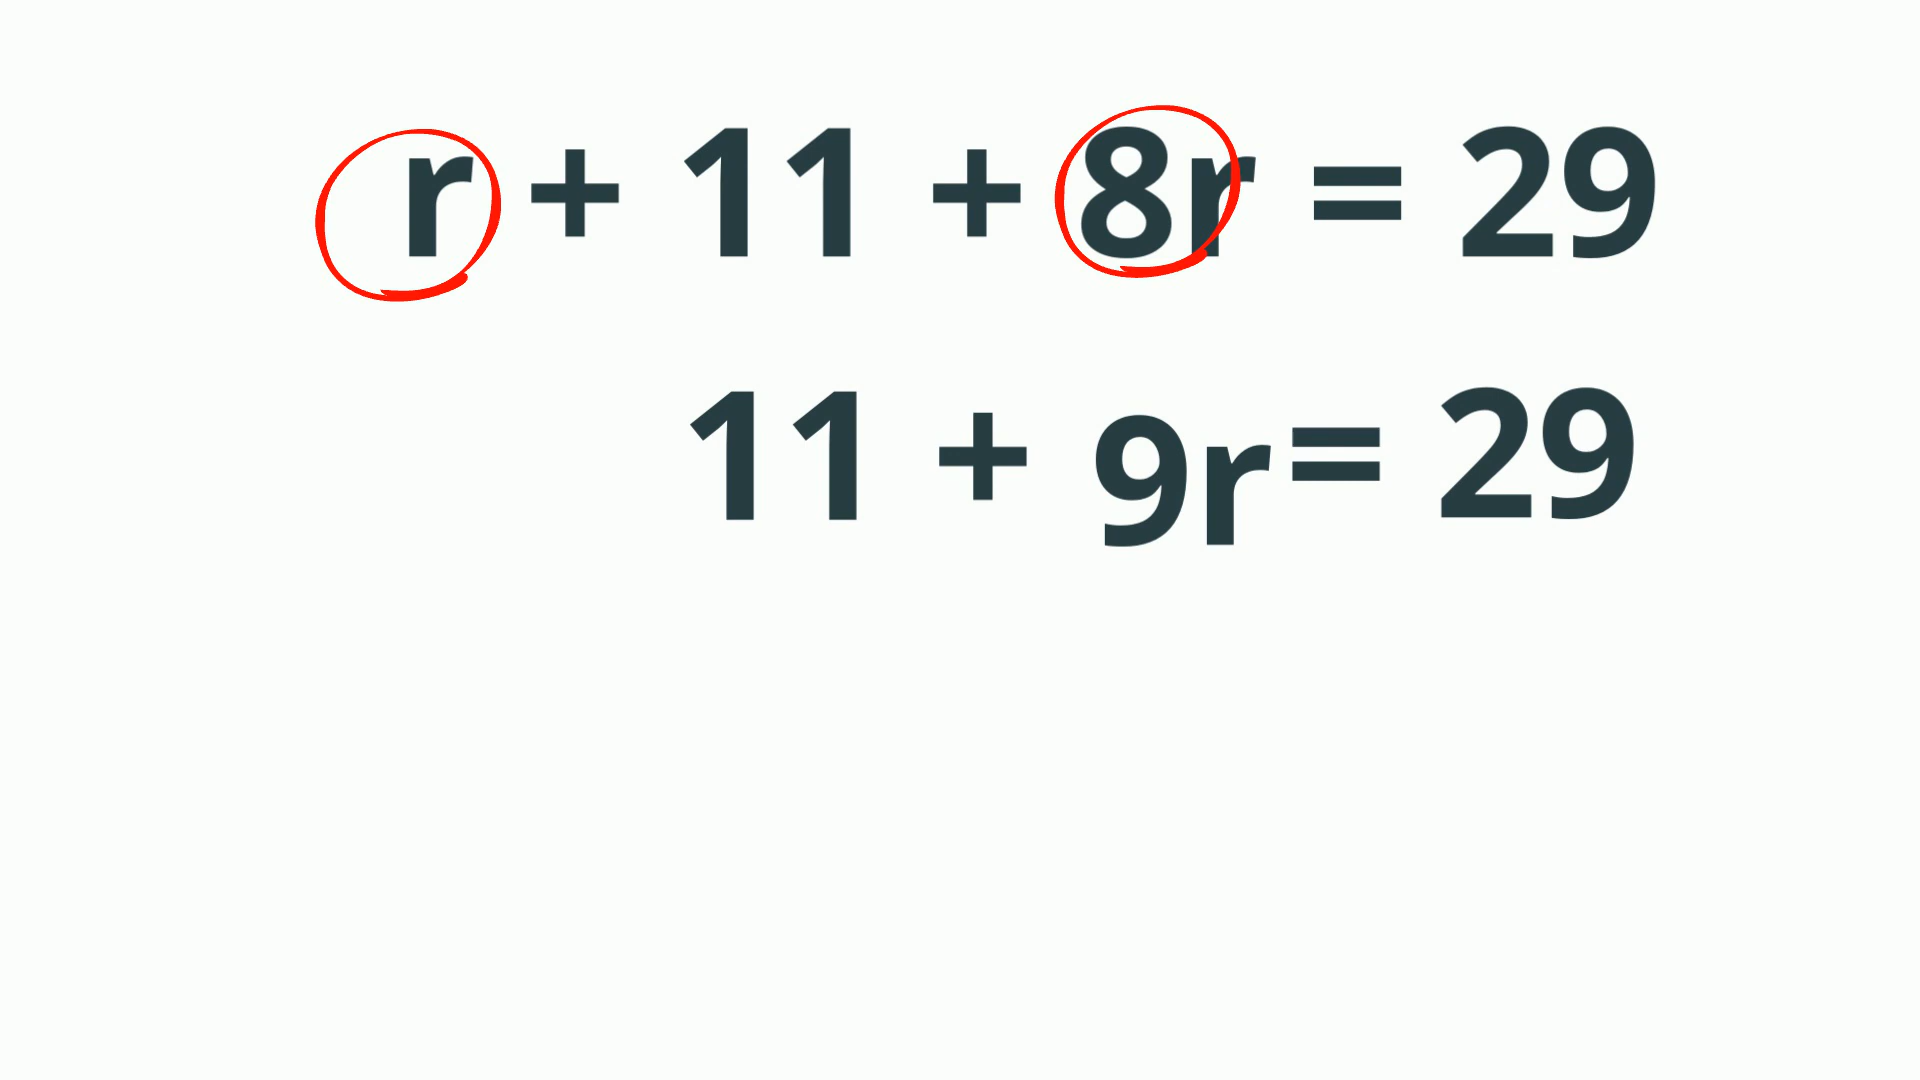 r + 11 + 8r = 29
11 + 9r = 29